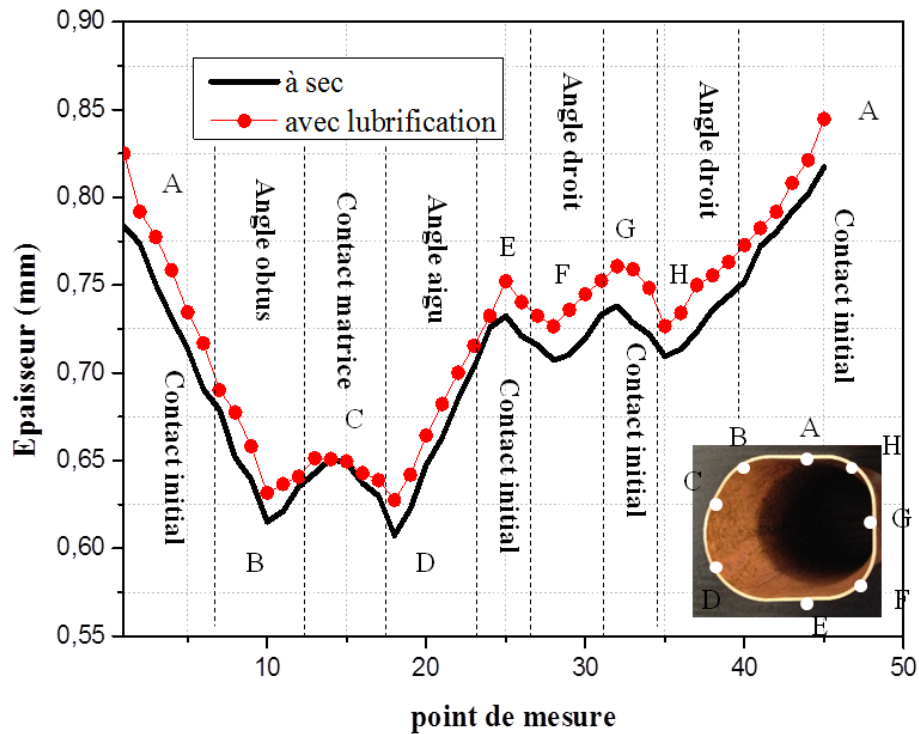 0,90
0,85
0,80
0,75
0,70
0,65
0,60
0,55
Epaisseur (mm)
à sec
avec lubrification
A
Contact initial
Angle obtus
B
Contact matrice
C
Angle aigu
D
E
Contact initial
Angle droit
F
G
Contact initial
Angle droit
H
A
Contact initial
A
B
H
C
G
D
F
E
10
20
30
40
50
point de mesure